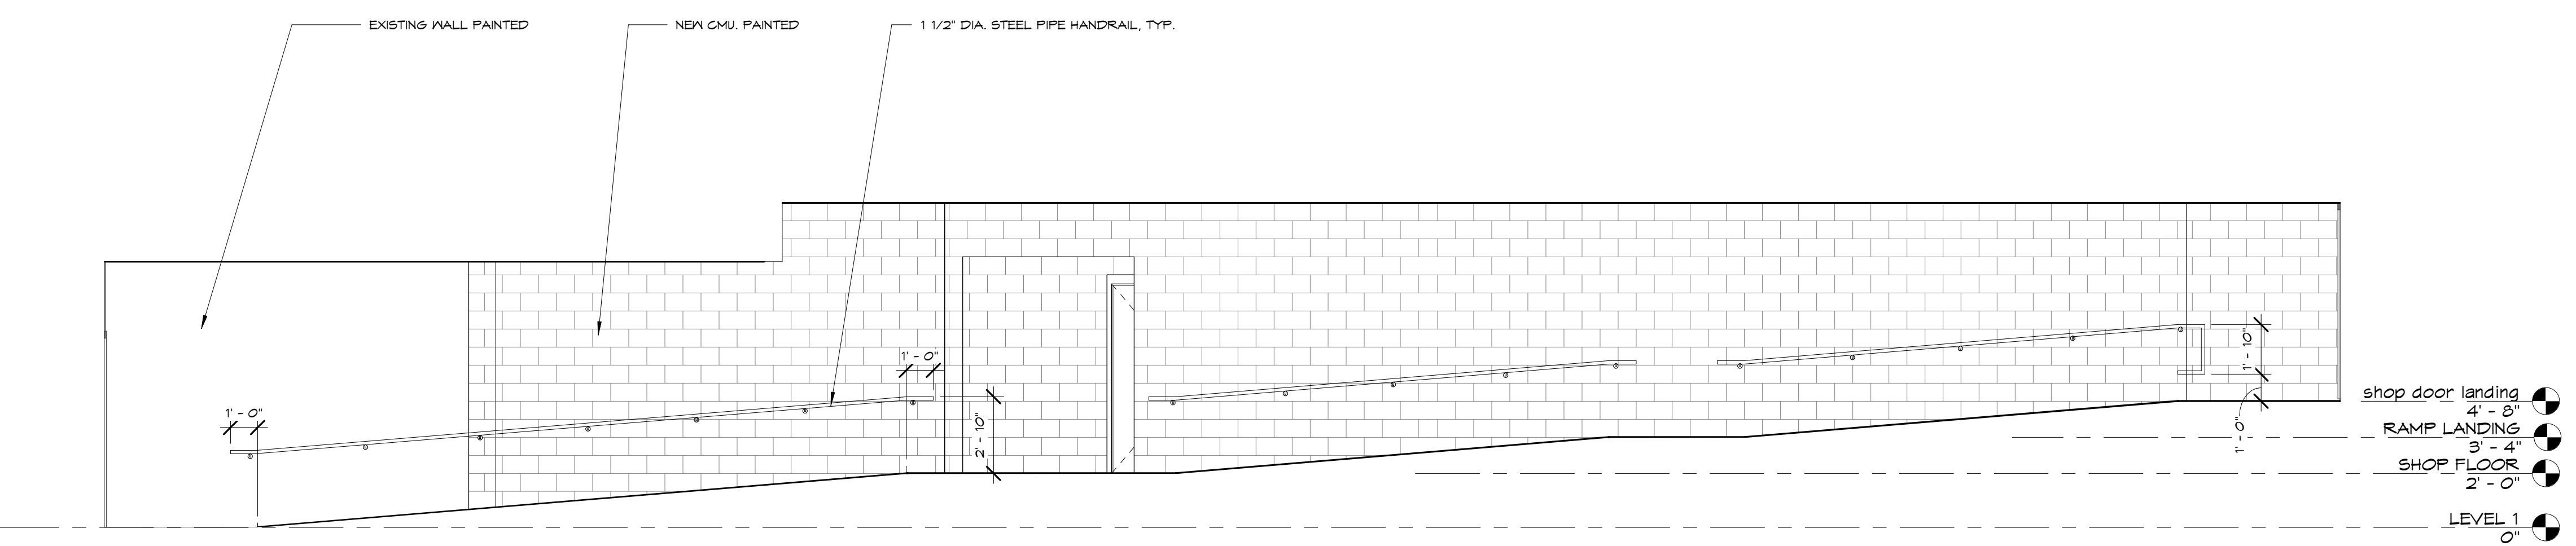 EXISTING WALL PAINTED
NEW CMU. PAINTED
1 1/2" DIA. STEEL PIPE HANDRAIL, TYP.
1' - 0"
1' - 0"
2' - 10"
1' - 10"
1' - 0"
shop door landing
4' - 8"
RAMP LANDING
3' - 4"
SHOP FLOOR
2' - 0"
LEVEL 1
0"